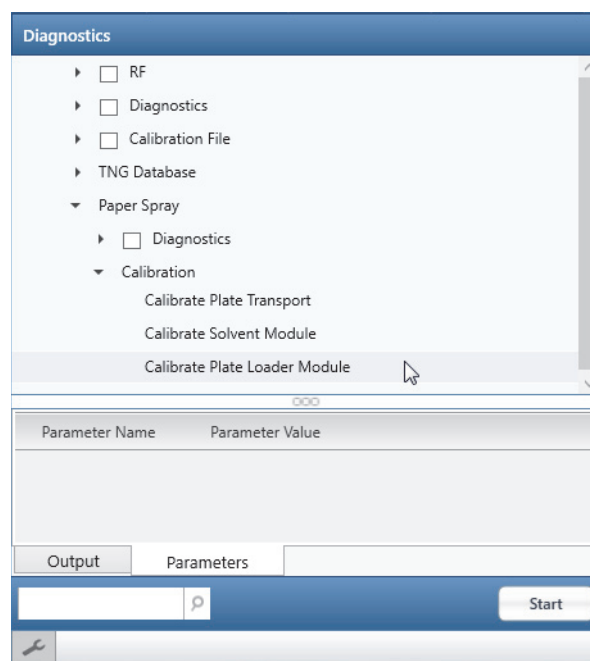 Diagnostics
RF
Diagnostics
Calibration File
TNG Database
Paper Spray
Diagnostics
Calibration
Calibrate Plate Transport
Calibrate Solvent Module
Calibrate Plate Loader Module
Parameter Name Parameter Value
Output Parameters
Start